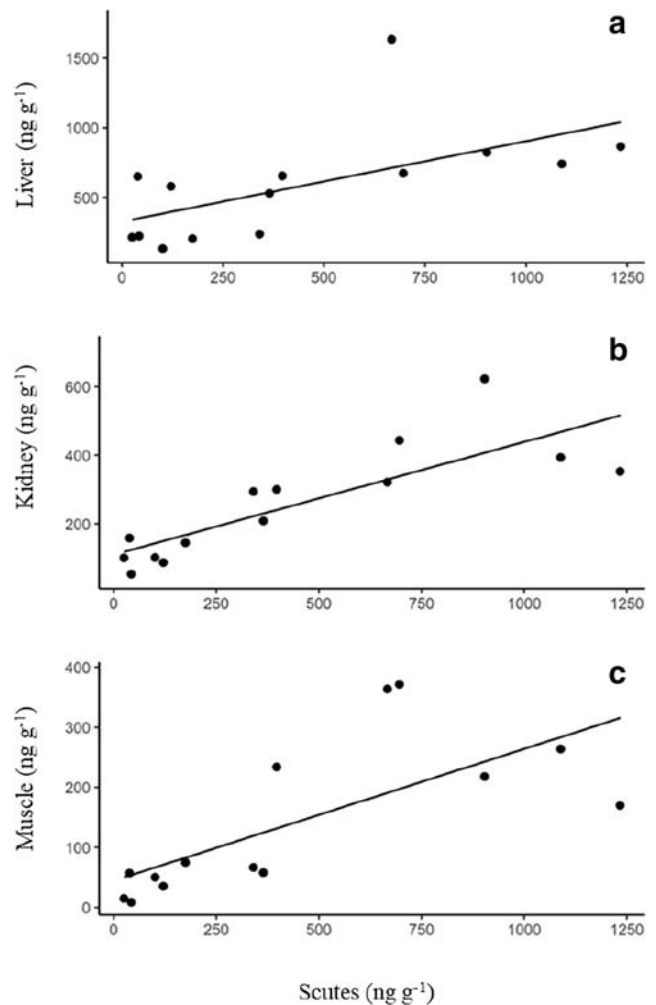 a
1500
1000
500
Liver (ng g⁻¹)
0 250 500 750 1000 1250
b
600
400
200
Kidney (ng g⁻¹)
0 250 500 750 1000 1250
c
400
300
200
100
0
Muscle (ng g⁻¹)
0 250 500 750 1000 1250
Scutes (ng g⁻¹)